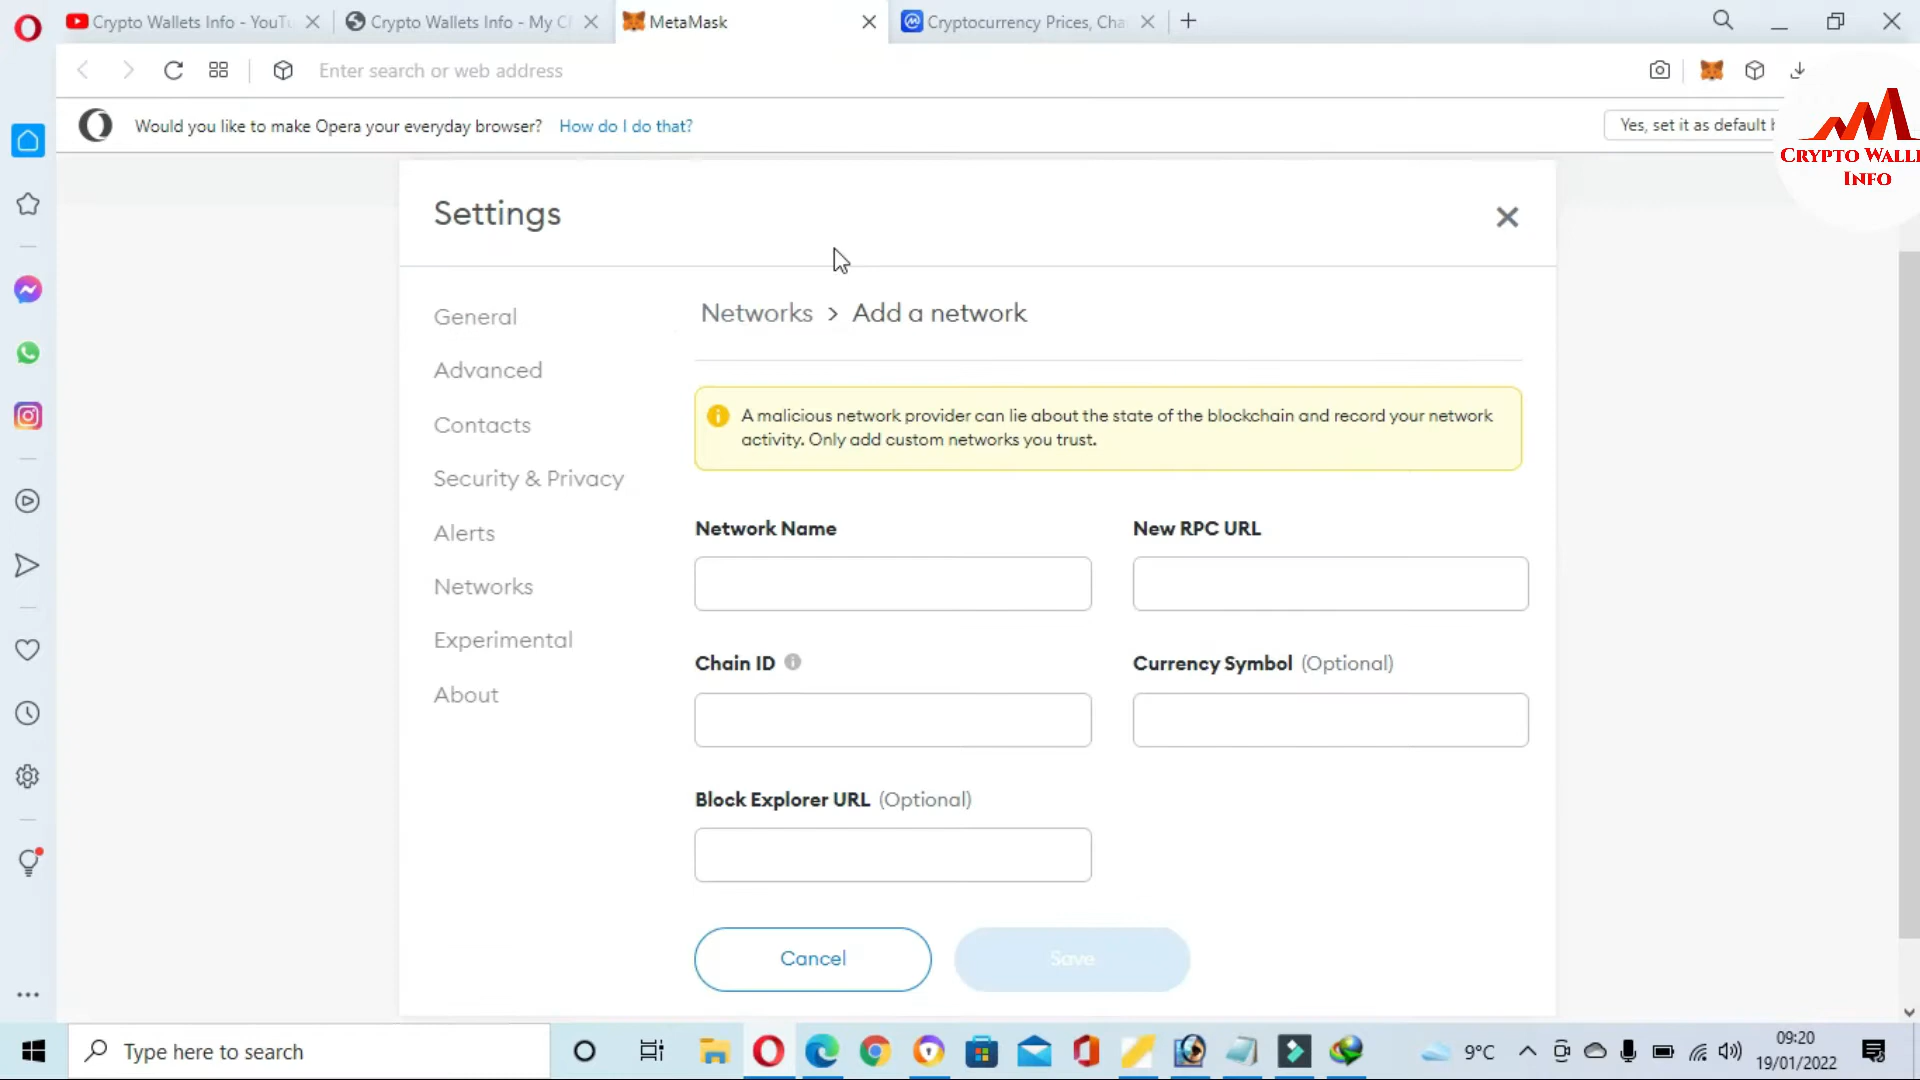 Crypto Wallets Info - YouTu
Crypto Wallets Info - My C
MetaMask
Cryptocurrency Prices, Cha
Enter search or web address
Would you like to make Opera your everyday browser? How do I do that?
Yes, set it as default b
CRYPTO WALLE
INFO
Settings
General
Advanced
Contacts
Security & Privacy
Alerts
Networks
Experimental
About
Networks > Add a network
A malicious network provider can lie about the state of the blockchain and record your network
activity. Only add custom networks you trust.
Network Name
New RPC URL
Chain ID
Currency Symbol (Optional)
Block Explorer URL (Optional)
Cancel
Save
Type here to search
9°C
09:20
19/01/2022